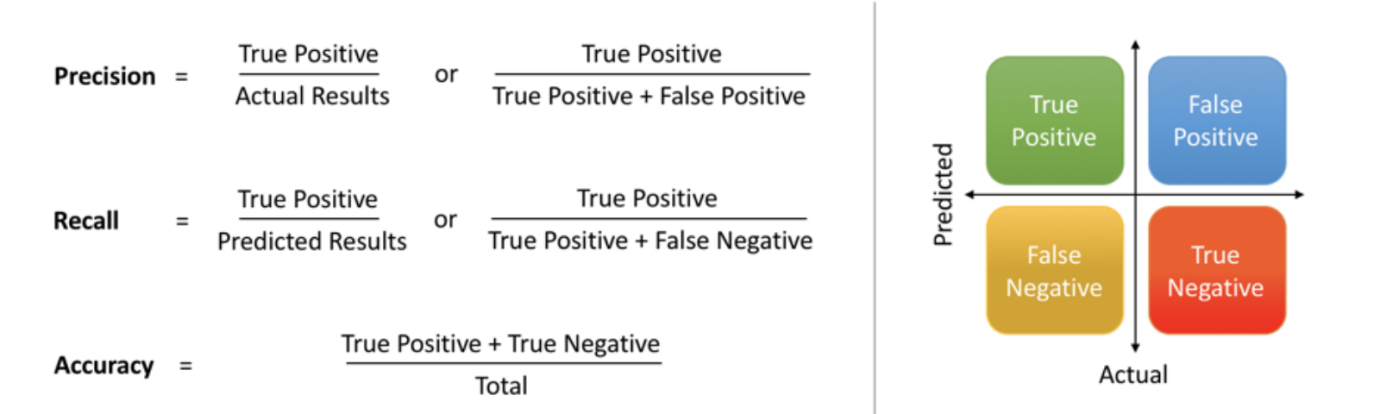 Precision = True Positive / Actual Results or True Positive / True Positive + False Positive
Recall = True Positive / Predicted Results or True Positive / True Positive + False Negative
Accuracy = True Positive + True Negative / Total
Predicted
True Positive
False Positive
False Negative
True Negative
Actual